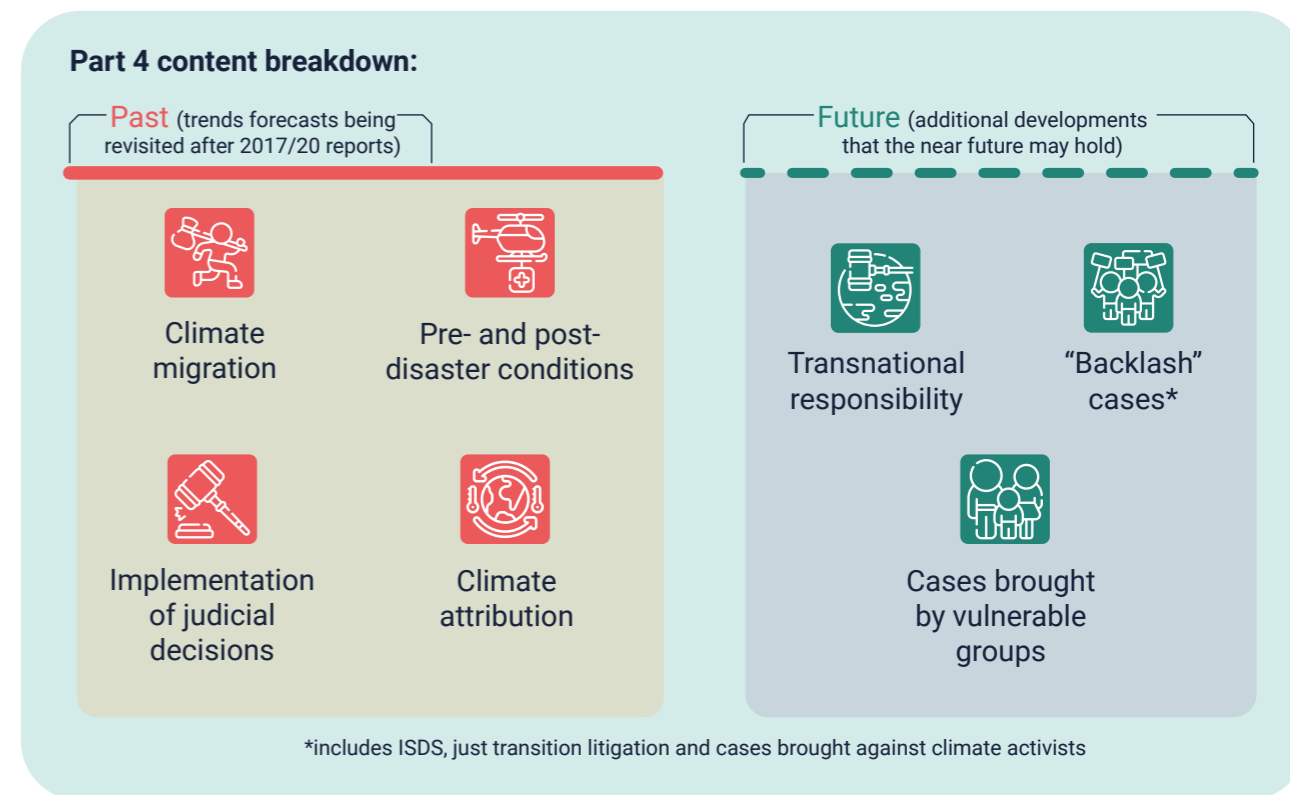 Part 4 content breakdown:
Past (trends forecasts being
revisited after 2017/20 reports)
Climate
migration
Pre- and post-
disaster conditions
Implementation
of judicial
decisions
Climate
attribution
Future (additional developments
that the near future may hold)
Transnational
responsibility
“Backlash”
cases*
Cases brought
by vulnerable
groups
*includes ISDS, just transition litigation and cases brought against climate activists